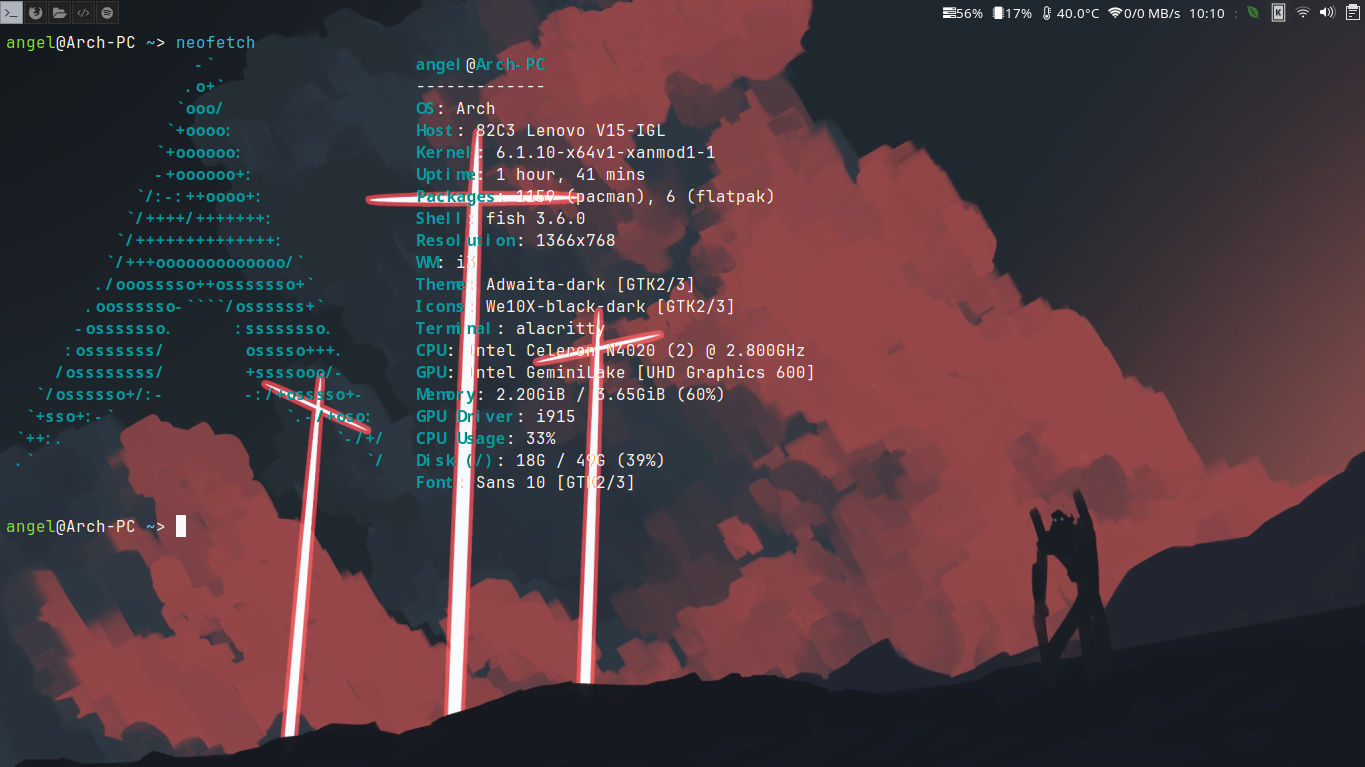 56% 17% 40.0°C 0/0 MB/s 10:10 : K
angel@Arch-PC ~> neofetch
-` angel@Arch-PC
.o+` -------------
`ooo/ OS: Arch
`+oooo: Host: 82C3 Lenovo V15-IGL
`+oooooo: Kernel: 6.1.10-x64v1-xanmod1-1
-+oooooo+: Uptime: 1 hour, 41 mins
`/:-:++oooo+: Packages: 1159 (pacman), 6 (flatpak)
`/++++/+++++++: Shell: fish 3.6.0
`/++++++++++++++: Resolution: 1366x768
`/+++ooooooooooooo/` WM: i3
./ooosssso++osssssso+` Theme: Adwaita-dark [GTK2/3]
.oossssso-````/ossssss+` Icons: We10X-black-dark [GTK2/3]
-osssssso. :ssssssso. Terminal: alacritty
:osssssss/ osssso+++. CPU: Intel Celeron N4020 (2) @ 2.800GHz
/ossssssss/ +ssssooo/- GPU: Intel GeminiLake [UHD Graphics 600]
`/ossssso+/:- -:/+osssso+- Memory: 2.20GiB / 3.65GiB (60%)
`+sso+:-` `.-/+oso: GPU Driver: i915
`++:. `-/+/ CPU Usage: 33%
.` `/ Disk (/): 18G / 49G (39%)
Font: Sans 10 [GTK2/3]
angel@Arch-PC ~>